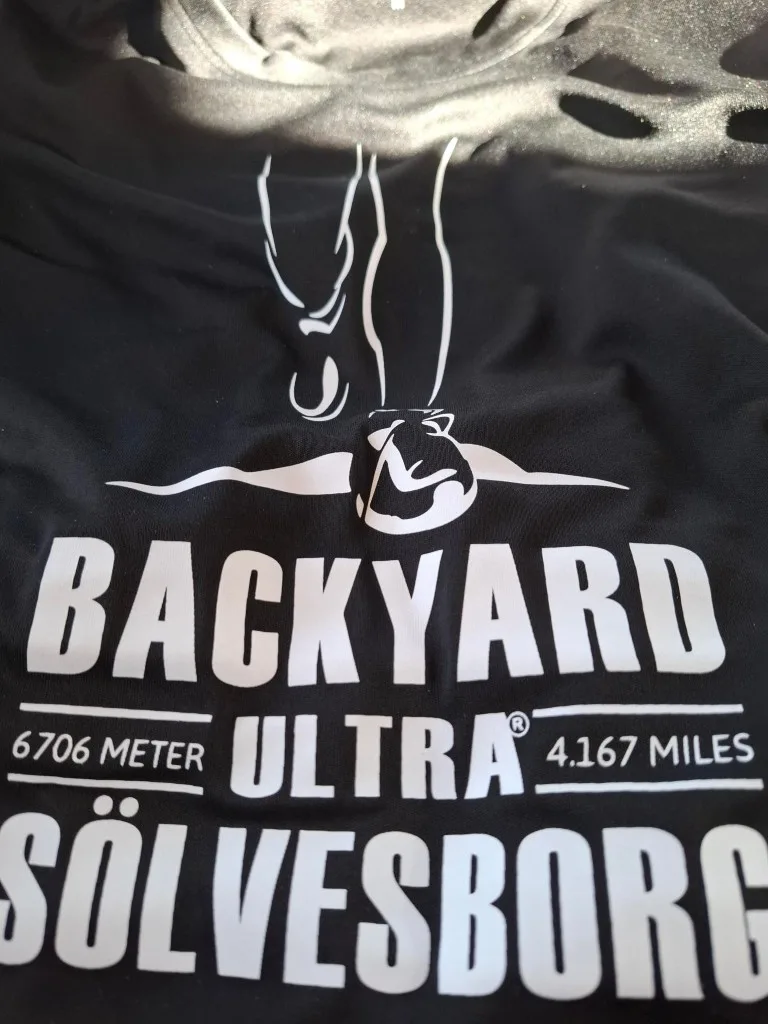 BACKYARD
6706 METER ULTRA® 4.167 MILES
SÖLVESBORG